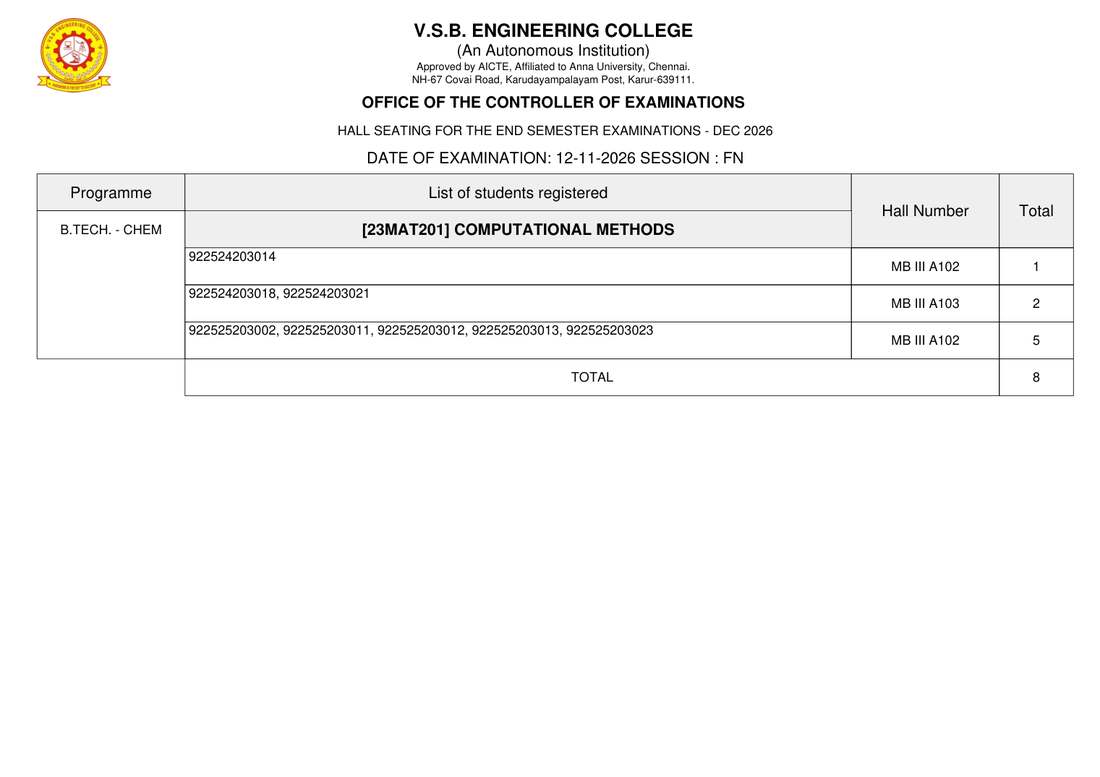 V.S.B. ENGINEERING COLLEGE
(An Autonomous Institution)
Approved by AICTE, Affiliated to Anna University, Chennai.
NH-67 Covai Road, Karudayampalayam Post, Karur-639111.
OFFICE OF THE CONTROLLER OF EXAMINATIONS
HALL SEATING FOR THE END SEMESTER EXAMINATIONS - DEC 2026
DATE OF EXAMINATION: 12-11-2026 SESSION : FN
Programme List of students registered Hall Number Total
B.TECH. - CHEM [23MAT201] COMPUTATIONAL METHODS
922524203014 MB III A102 1
922524203018, 922524203021 MB III A103 2
922525203002, 922525203011, 922525203012, 922525203013, 922525203023 MB III A102 5
TOTAL 8